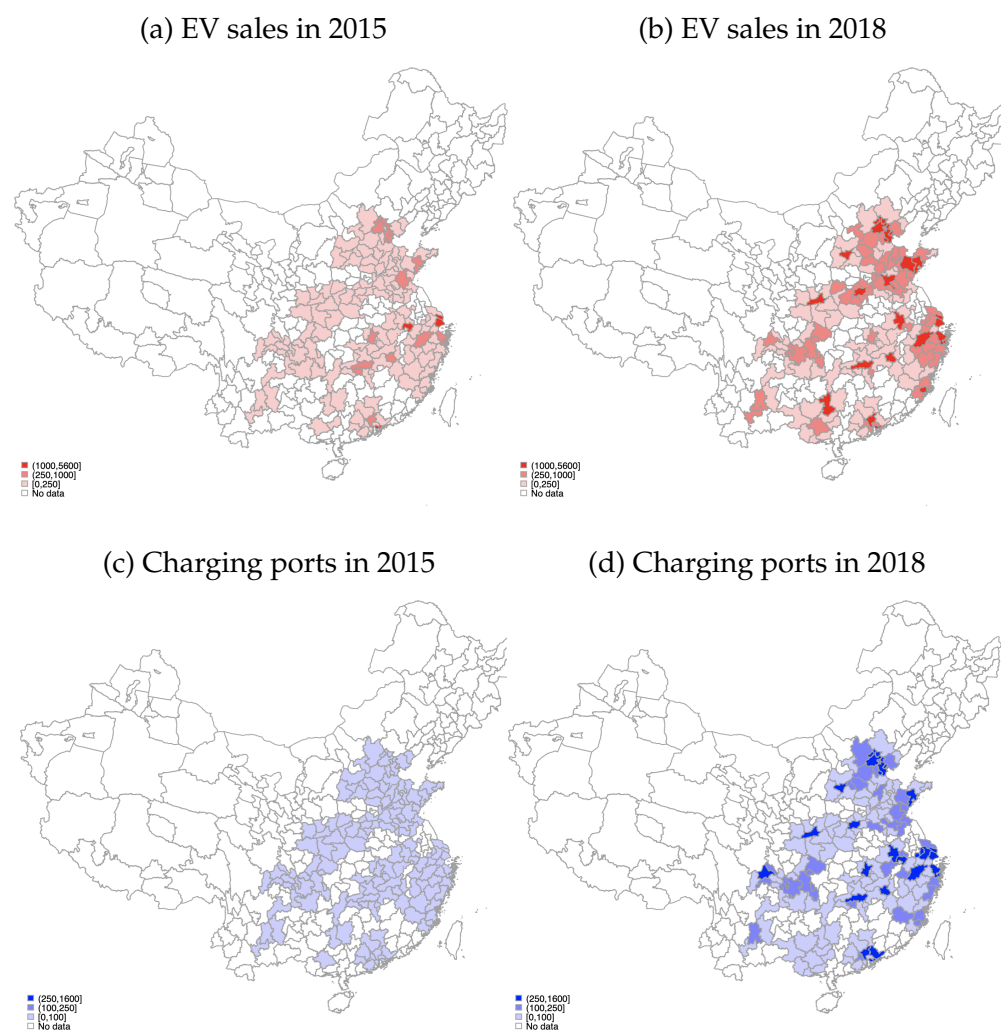 (a) EV sales in 2015
(b) EV sales in 2018
(1000,5600]
(250,1000]
[0,250]
No data
(1000,5600]
(250,1000]
[0,250]
No data
(c) Charging ports in 2015
(d) Charging ports in 2018
(250,1600]
(100,250]
[0,100]
No data
(250,1600]
(100,250]
[0,100]
No data